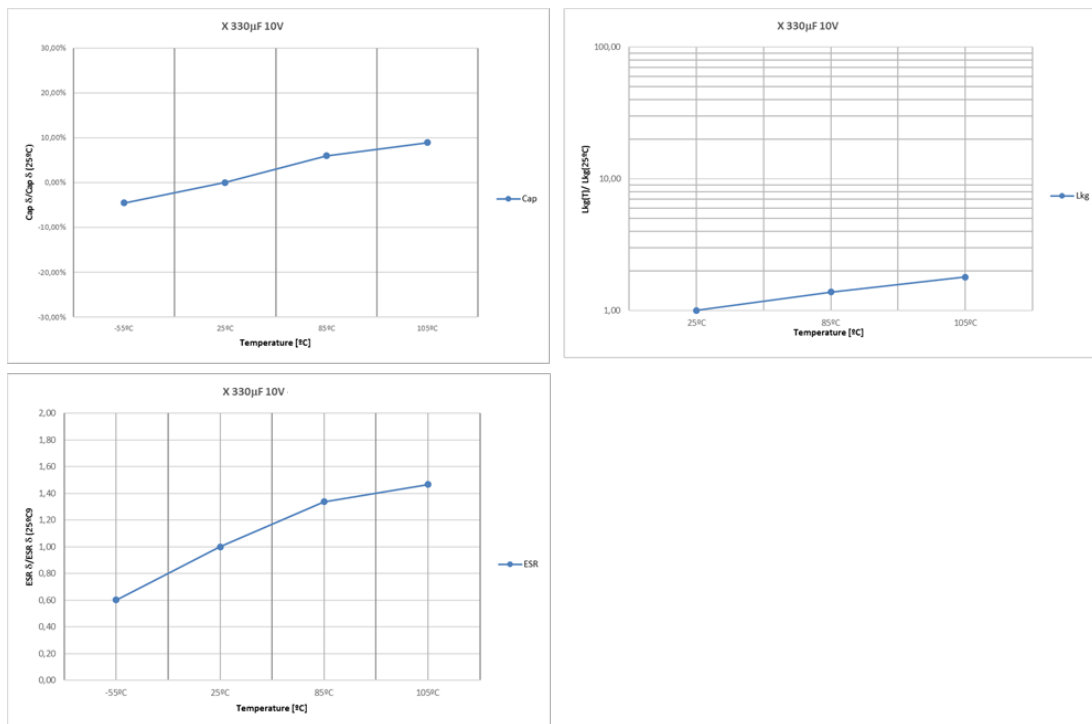 X 330µF 10V
30,00%
20,00%
10,00%
0,00%
-10,00%
-20,00%
-30,00%
Cap δ/Cap δ (25ºC)
-55ºC 25ºC 85ºC 105ºC
Temperature [ºC]
Cap
X 330µF 10V
100,00
10,00
1,00
Lkg(T)/ Lkg(25ºC)
25ºC 85ºC 105ºC
Temperature [ºC]
Lkg
X 330µF 10V
2,00
1,80
1,60
1,40
1,20
1,00
0,80
0,60
0,40
0,20
0,00
ESR δ/ESR δ (25ºC9
-55ºC 25ºC 85ºC 105ºC
Temperature [ºC]
ESR